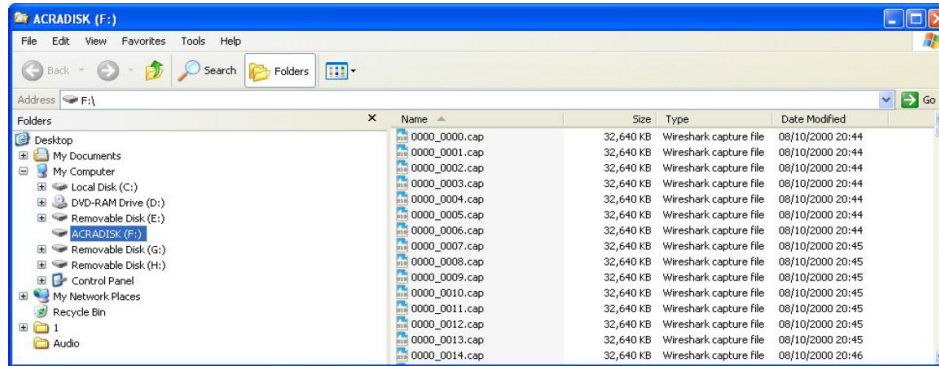 ACRADISK (F:)
File Edit View Favorites Tools Help
Back Search Folders
Address F:\ Go
Folders
Desktop
My Documents
My Computer
Local Disk (C:)
DVD-RAM Drive (D:)
Removable Disk (E:)
ACRADISK (F:)
Removable Disk (G:)
Removable Disk (H:)
Control Panel
My Network Places
Recycle Bin
1
Audio
Name Size Type Date Modified
0000_0000.cap 32,640 KB Wireshark capture file 08/10/2000 20:44
0000_0001.cap 32,640 KB Wireshark capture file 08/10/2000 20:44
0000_0002.cap 32,640 KB Wireshark capture file 08/10/2000 20:44
0000_0003.cap 32,640 KB Wireshark capture file 08/10/2000 20:44
0000_0004.cap 32,640 KB Wireshark capture file 08/10/2000 20:44
0000_0005.cap 32,640 KB Wireshark capture file 08/10/2000 20:44
0000_0006.cap 32,640 KB Wireshark capture file 08/10/2000 20:44
0000_0007.cap 32,640 KB Wireshark capture file 08/10/2000 20:45
0000_0008.cap 32,640 KB Wireshark capture file 08/10/2000 20:45
0000_0009.cap 32,640 KB Wireshark capture file 08/10/2000 20:45
0000_0010.cap 32,640 KB Wireshark capture file 08/10/2000 20:45
0000_0011.cap 32,640 KB Wireshark capture file 08/10/2000 20:45
0000_0012.cap 32,640 KB Wireshark capture file 08/10/2000 20:45
0000_0013.cap 32,640 KB Wireshark capture file 08/10/2000 20:45
0000_0014.cap 32,640 KB Wireshark capture file 08/10/2000 20:46